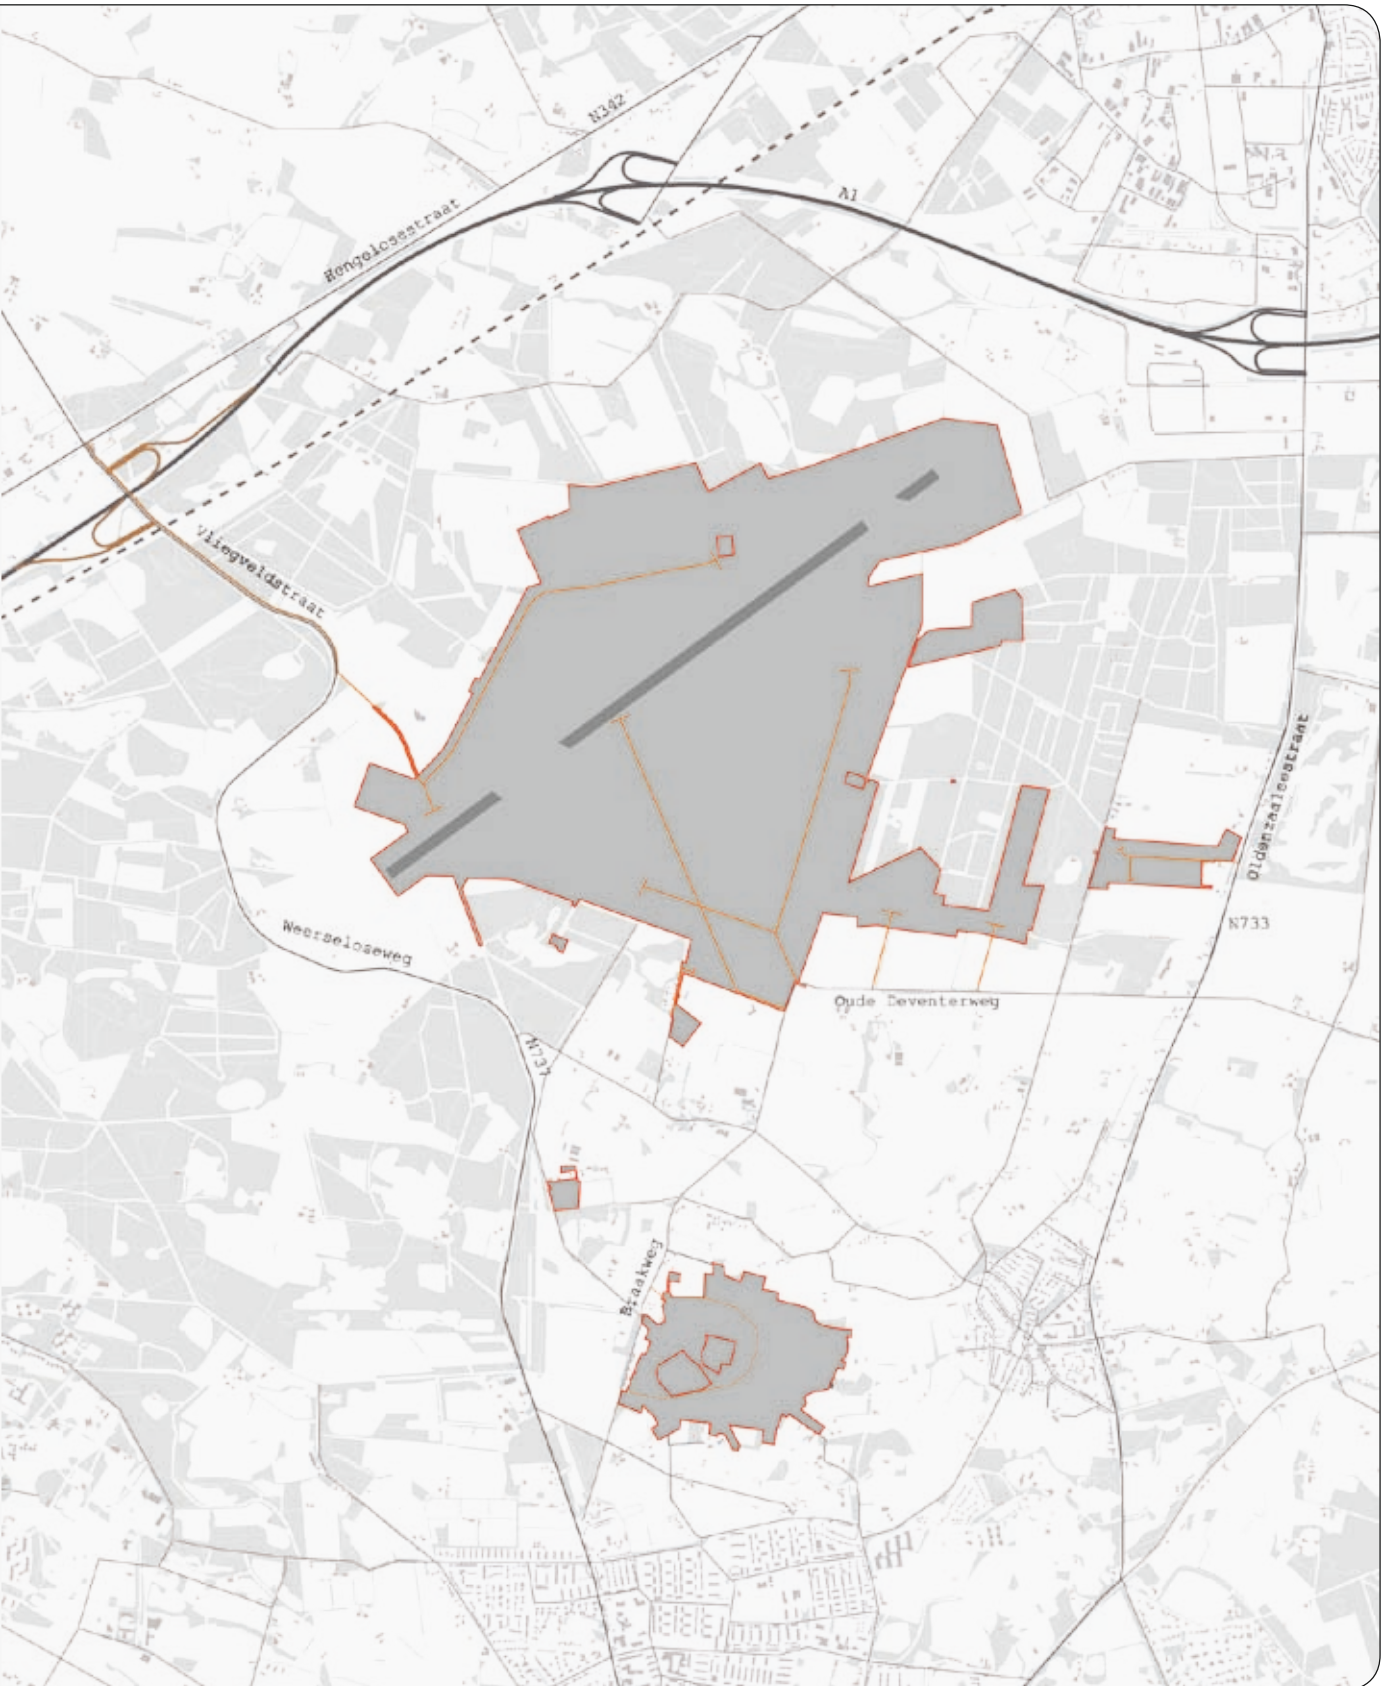 N342
A1
Hengelosestraat
Vliegveldstraat
Oldenzaalsestraat
N733
Weerseloseweg
Oude Deventerweg
N737
Braakweg